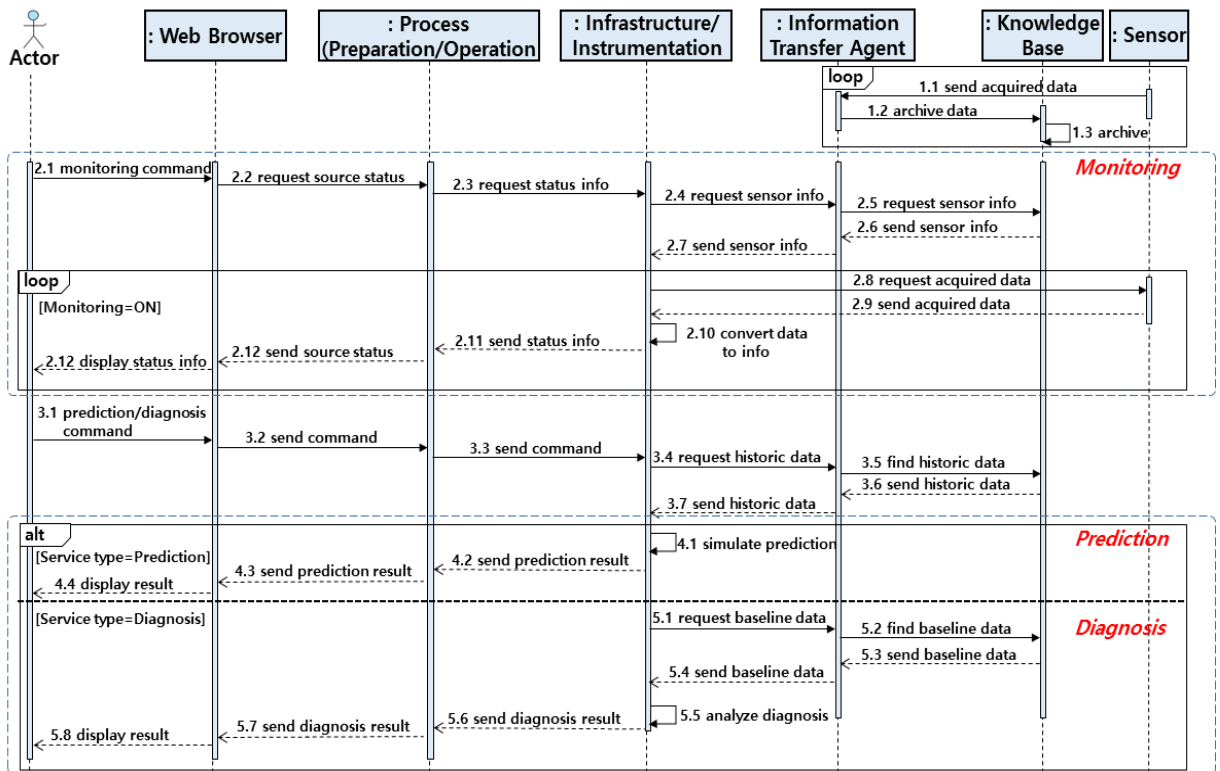 Actor
: Web Browser
: Process
(Preparation/Operation
: Infrastructure/
Instrumentation
: Information
Transfer Agent
: Knowledge
Base
: Sensor
loop
1.1 send acquired data
1.2 archive data
1.3 archive
Monitoring
2.1 monitoring command
2.2 request source status
2.3 request status info
2.4 request sensor info
2.5 request sensor info
2.6 send sensor info
2.7 send sensor info
loop
[Monitoring=ON]
2.8 request acquired data
2.9 send acquired data
2.10 convert data
to info
2.11 send status info
2.12 send source status
2.12 display status info
3.1 prediction/diagnosis
command
3.2 send command
3.3 send command
3.4 request historic data
3.5 find historic data
3.6 send historic data
3.7 send historic data
alt
Prediction
[Service type=Prediction]
4.1 simulate prediction
4.2 send prediction result
4.3 send prediction result
4.4 display result
[Service type=Diagnosis]
Diagnosis
5.1 request baseline data
5.2 find baseline data
5.3 send baseline data
5.4 send baseline data
5.5 analyze diagnosis
5.6 send diagnosis result
5.7 send diagnosis result
5.8 display result